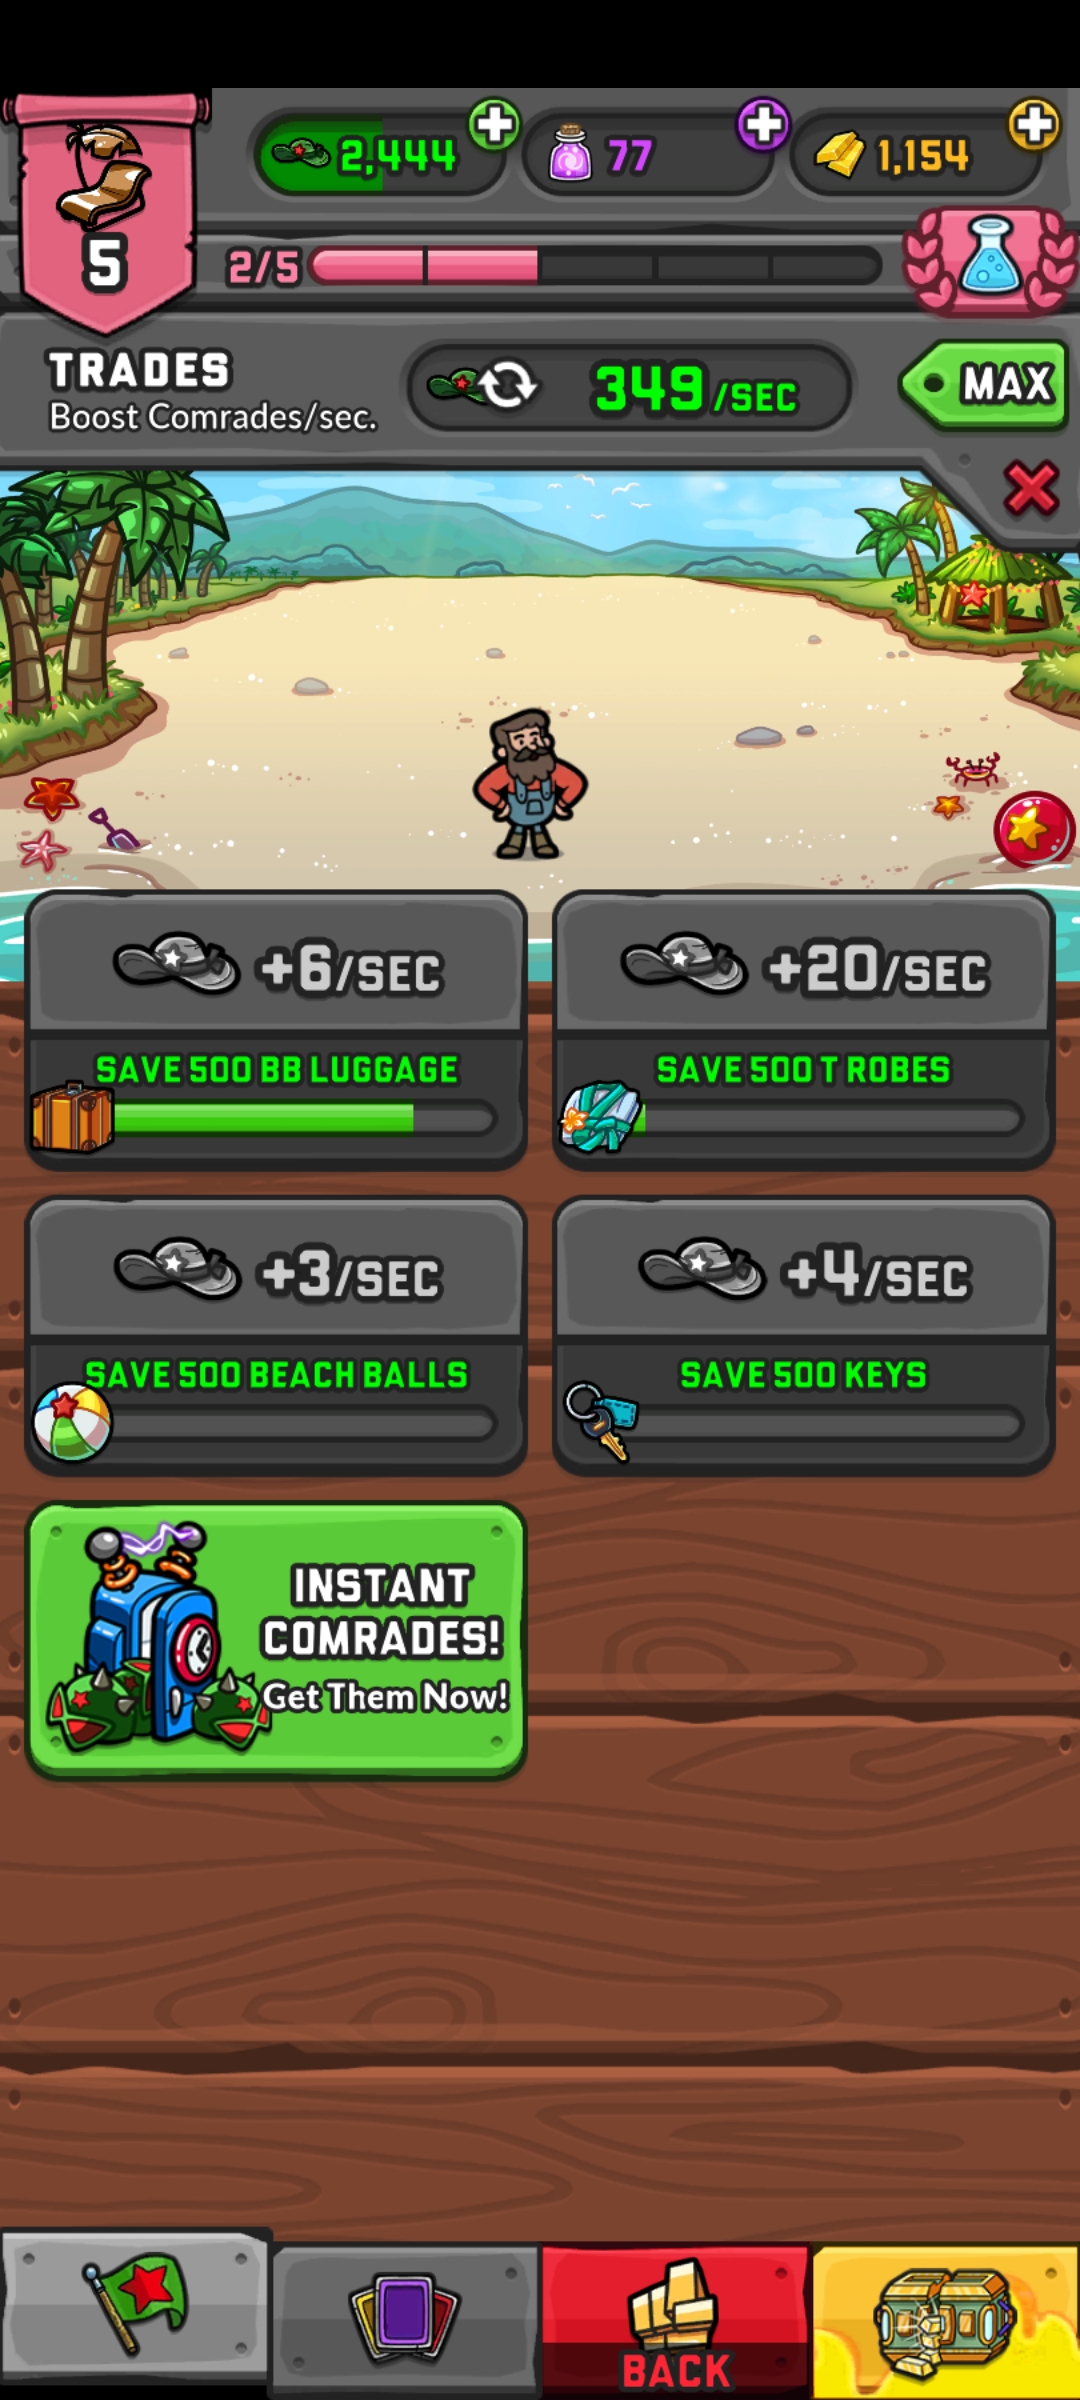 2,444
77
1,154
5
2/5
TRADES
Boost Comrades/sec.
349/SEC
MAX
+6/SEC
+20/SEC
SAVE 500 BB LUGGAGE
SAVE 500 T ROBES
+3/SEC
+4/SEC
SAVE 500 BEACH BALLS
SAVE 500 KEYS
INSTANT
COMRADES!
Get Them Now!
BACK